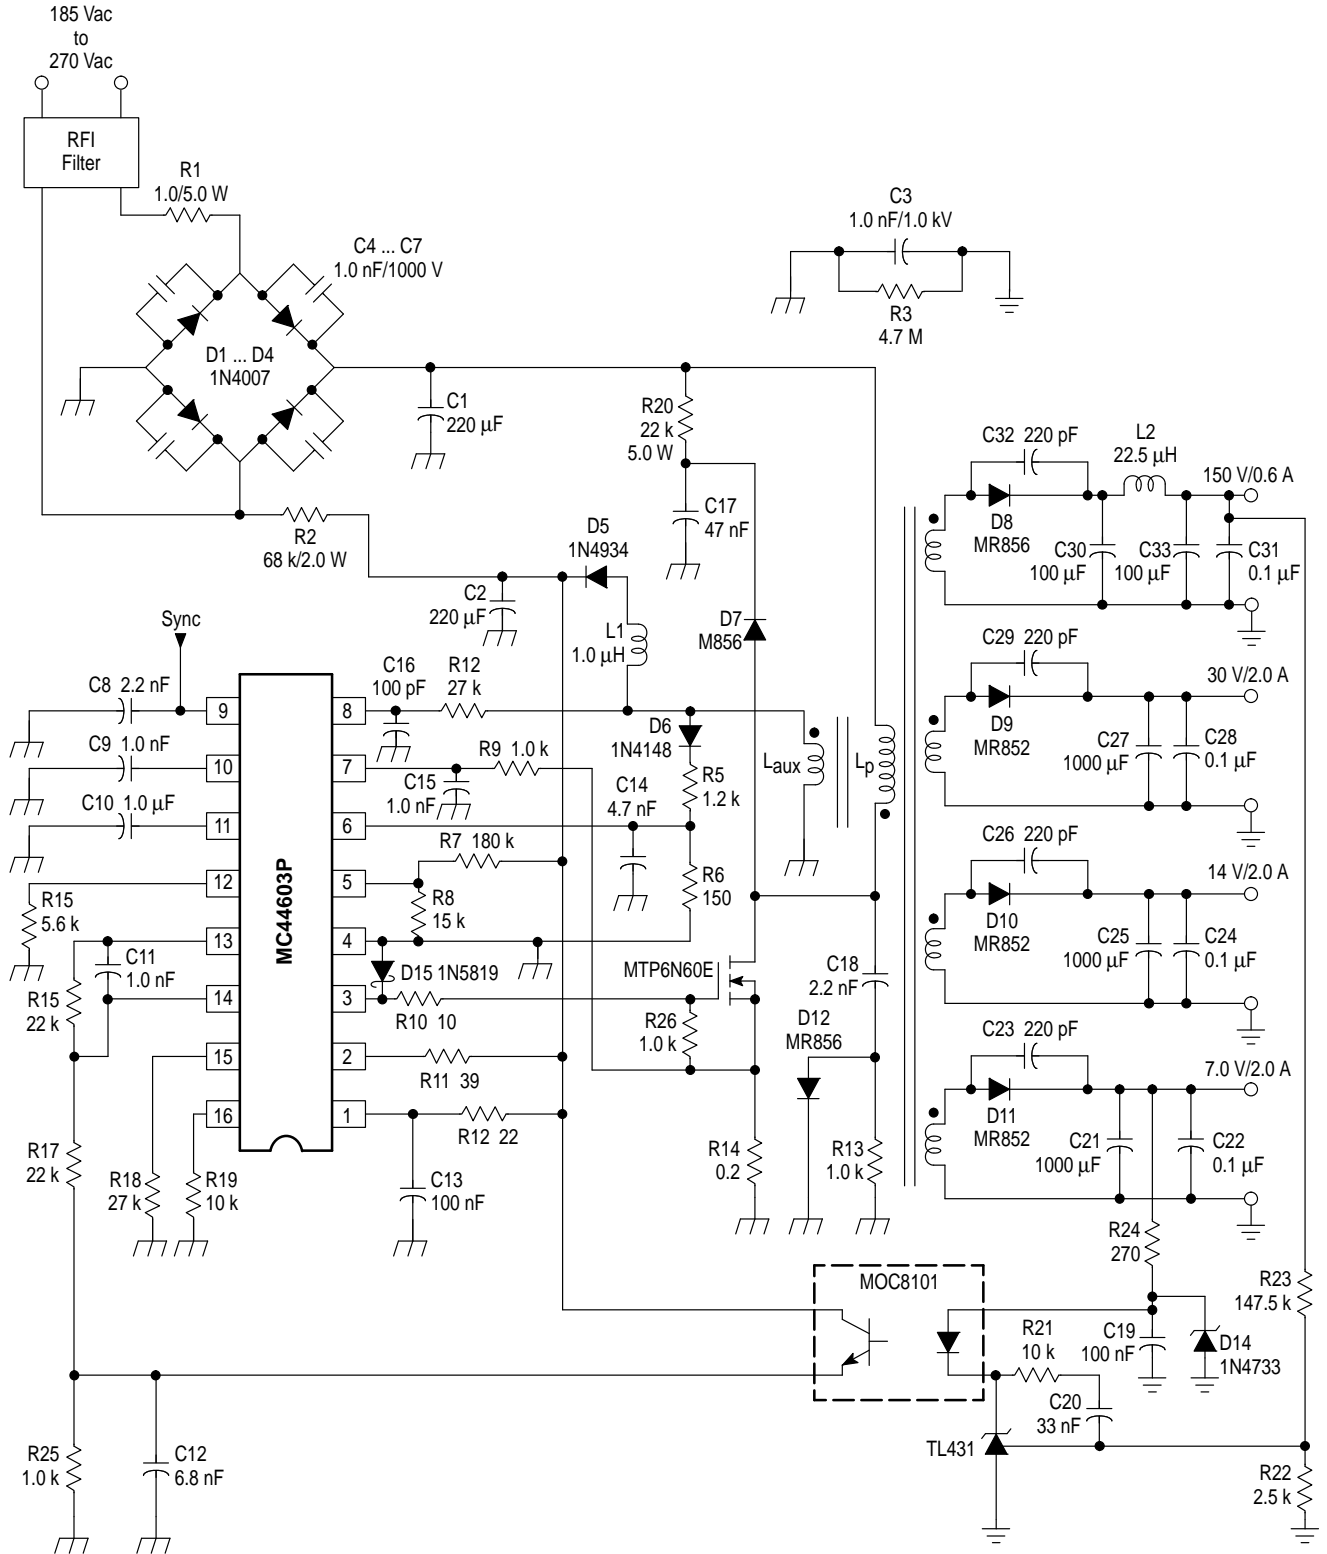 185 Vac
to
270 Vac
RFI
Filter
R1
1.0/5.0 W
C4 ... C7
1.0 nF/1000 V
D1 ... D4
1N4007
C3
1.0 nF/1.0 kV
R3
4.7 M
C1
220 µF
R20
22 k
5.0 W
C17
47 nF
R2
68 k/2.0 W
D5
1N4934
C2
220 µF
L1
1.0 µH
D7
M856
C32 220 pF
L2
22.5 µH
150 V/0.6 A
D8
MR856
C30
100 µF
C33
100 µF
C31
0.1 µF
Sync
C8 2.2 nF
9
C9 1.0 nF
10
C10 1.0 µF
11
12
R15
5.6 k
13
C11
1.0 nF
14
R15
22 k
15
16
MC44603P
8
7
6
5
4
3
2
1
C16
100 pF
R12
27 k
D6
1N4148
R9 1.0 k
C15
1.0 nF
C14
4.7 nF
R5
1.2 k
R7 180 k
R8
15 k
R6
150
Laux
Lp
D15 1N5819
MTP6N60E
R10 10
R26
1.0 k
R11 39
R12 22
C13
100 nF
C18
2.2 nF
D12
MR856
R14
0.2
R13
1.0 k
R17
22 k
R18
27 k
R19
10 k
C29 220 pF
30 V/2.0 A
D9
MR852
C27
1000 µF
C28
0.1 µF
C26 220 pF
14 V/2.0 A
D10
MR852
C25
1000 µF
C24
0.1 µF
C23 220 pF
7.0 V/2.0 A
D11
MR852
C21
1000 µF
C22
0.1 µF
R24
270
MOC8101
R23
147.5 k
R21
10 k
C19
100 nF
D14
1N4733
C20
33 nF
TL431
R22
2.5 k
R25
1.0 k
C12
6.8 nF